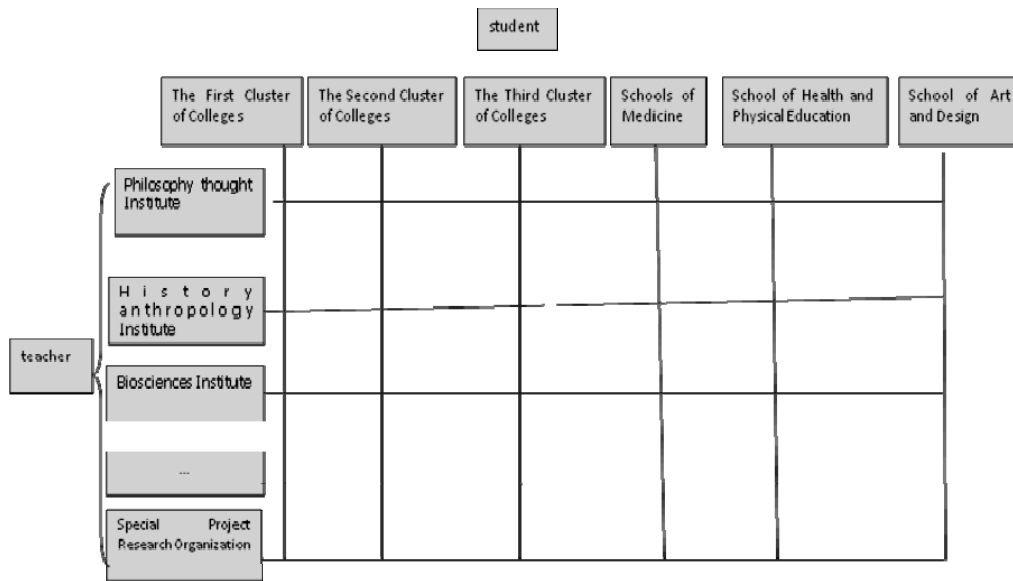 student
The First Cluster
of Colleges
The Second Cluster
of Colleges
The Third Cluster
of Colleges
Schools of
Medicine
School of Health and
Physical Education
School of Art
and Design
Philosophy thought
Institute
History
anthropology
Institute
teacher
Biosciences Institute
...
Special Project
Research Organization